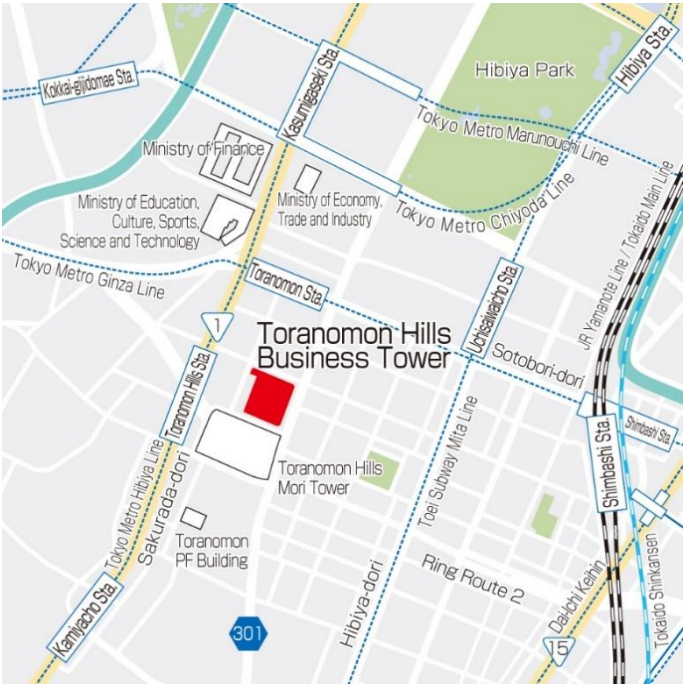 Hibiya Sta.
Kasumigaseki Sta.
Hibiya Park
Kokkai-gijidomae Sta.
Tokyo Metro Marunouchi Line
Ministry of Finance
Ministry of Economy,
Trade and Industry
Ministry of Education,
Culture, Sports,
Science and Technology
Tokyo Metro Chiyoda Line
JR Yamanote Line / Tokaido Main Line
Tokyo Metro Ginza Line
Toranomon Sta.
Uchisaiwaicho Sta.
1
Toranomon Hills
Business Tower
Sotobori-dori
Toranomon Hills Sta.
Shimbashi Sta.
Shimbashi Sta.
Toranomon Hills
Mori Tower
Toei Subway Mita Line
Tokyo Metro Hibiya Line
Sakurada-dori
Toranomon
PF Building
Ring Route 2
Dai-ichi Keihin
Tokaido Shinkansen
Kamiyacho Sta.
Hibiya-dori
301
15